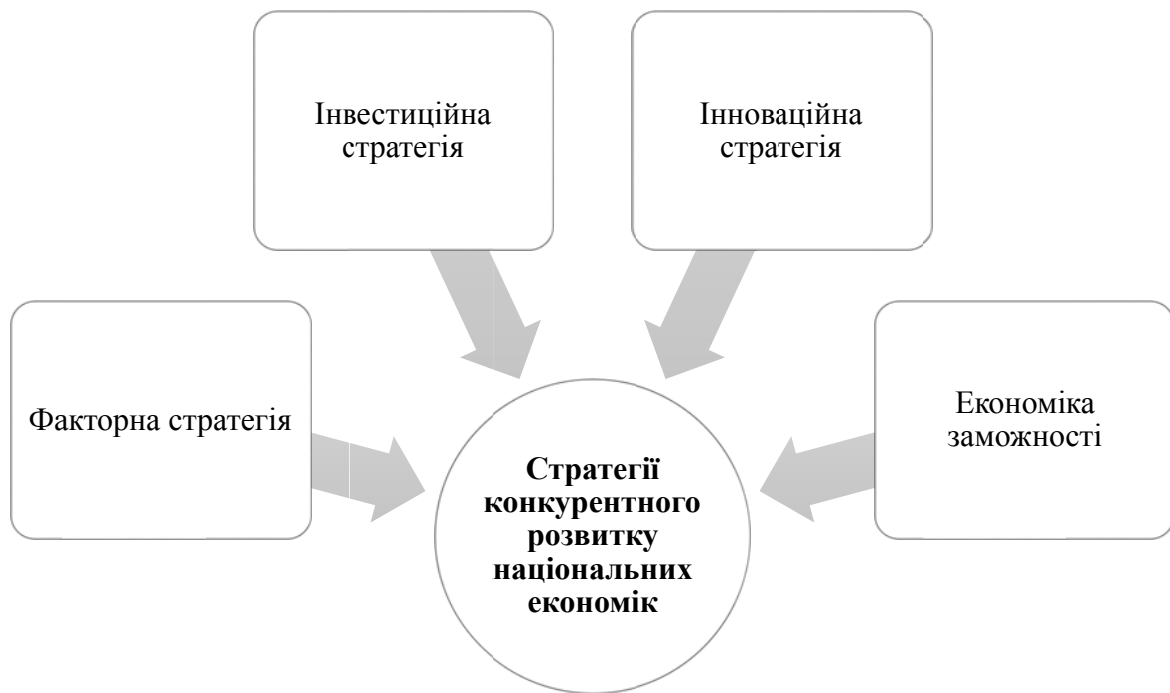 Інвестиційна
стратегія
Інноваційна
стратегія
Факторна стратегія
Економіка
заможності
Стратегії
конкурентного
розвитку
національних
економік